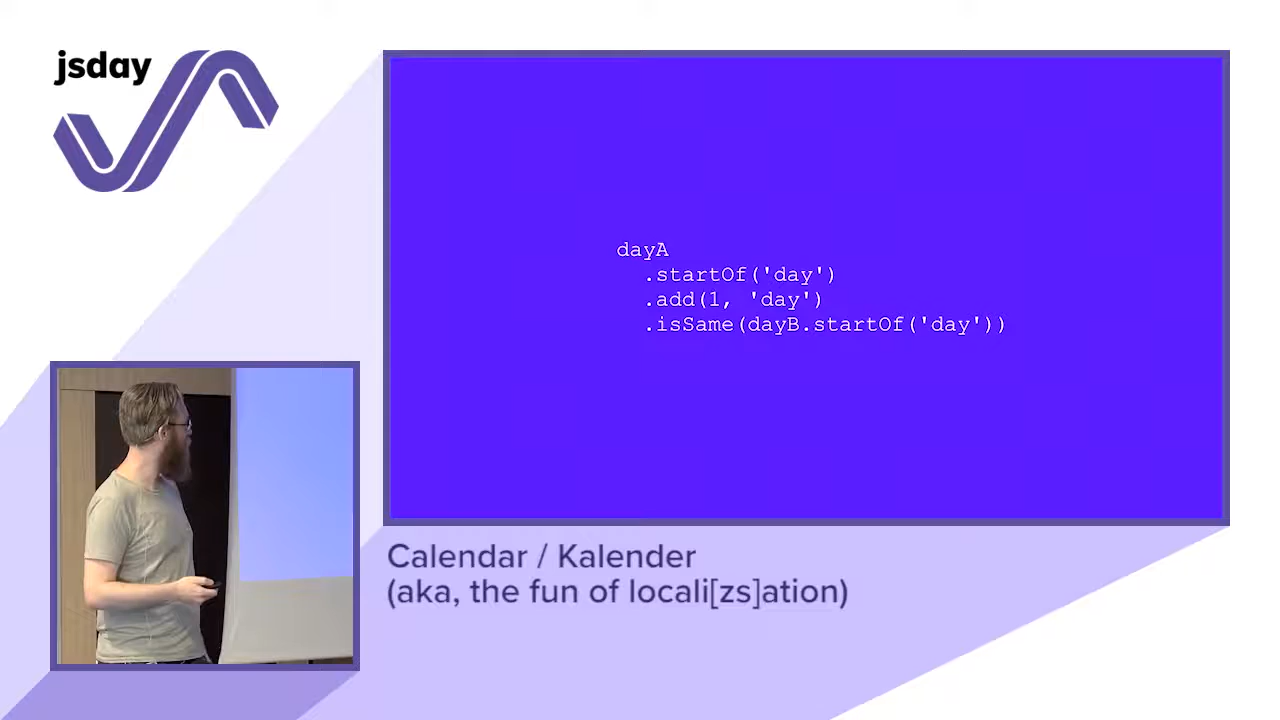 jsday
dayA
.startOf('day')
.add(1, 'day')
.isSame(dayB.startOf('day'))
Calendar / Kalender
(aka, the fun of locali[zs]ation)